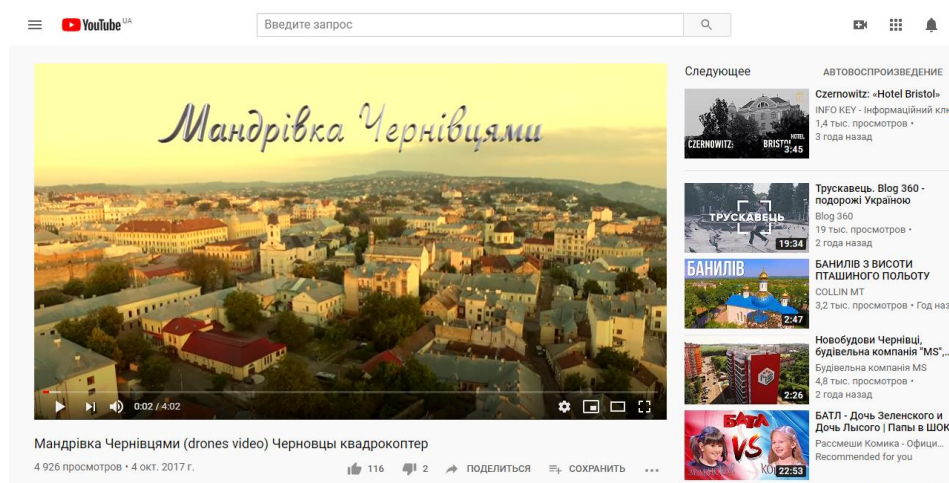 YouTube UA
Введите запрос
Мандрівка Чернівцями
0:02 / 4:02
Мандрівка Чернівцями (drones video) Черновцы квадрокоптер
4 926 просмотров • 4 окт. 2017 г.
116
2
ПОДЕЛИТЬСЯ
СОХРАНИТЬ
Следующее
АВТОВОСПРОИЗВЕДЕНИЕ
CZERNOWITZ:
HOTEL
BRISTOL
3:45
Czernowitz: «Hotel Bristol»
INFO KEY - Інформаційний клю
1,4 тыс. просмотров •
3 года назад
ТРУСКАВЕЦЬ
19:34
Трускавець. Blog 360 -
подорожі Україною
Blog 360
19 тыс. просмотров •
2 года назад
БАНИЛІВ
2:47
БАНИЛІВ З ВИСОТИ
ПТАШИНОГО ПОЛЬОТУ
COLLIN MT
3,2 тыс. просмотров • Год наз
2:26
Новобудови Чернівці,
будівельна компанія "MS",...
Будівельна компанія MS
4,8 тыс. просмотров •
2 года назад
БАТЛ
VS
22:53
БАТЛ - Дочь Зеленского и
Дочь Лысого | Папы в ШОК
Рассмеши Комика - Офици...
Recommended for you